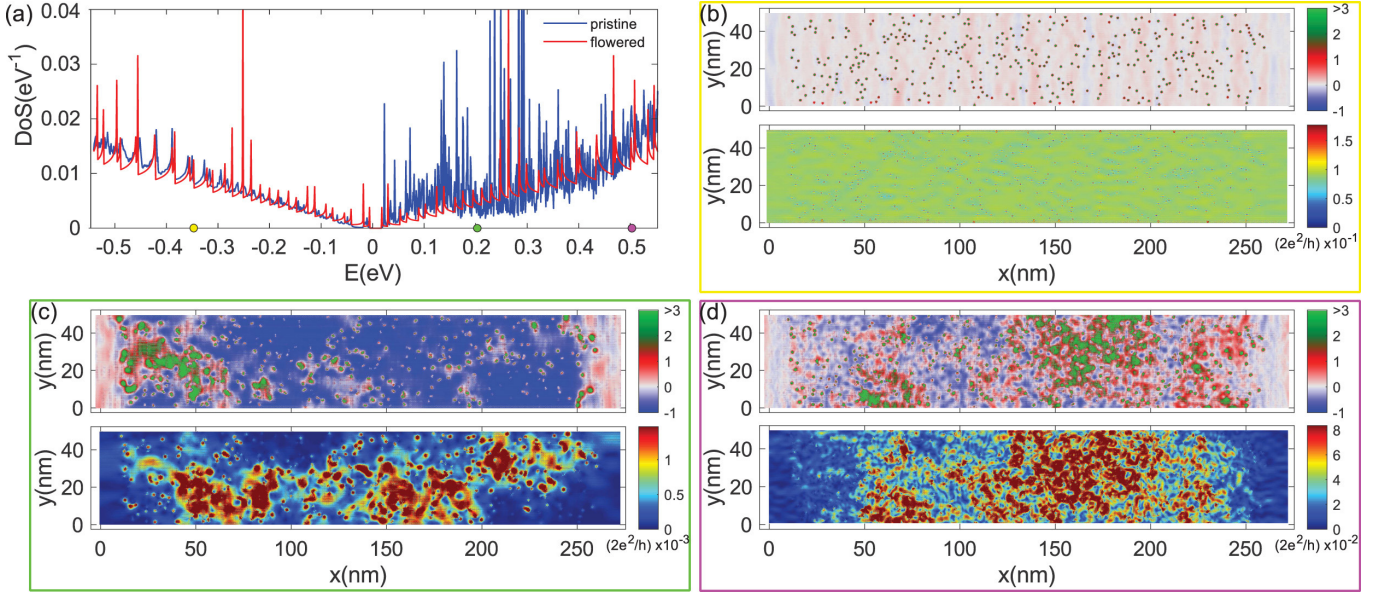 (a)
pristine
flowered
0.04
0.03
0.02
0.01
0
DoS(eV⁻¹)
-0.5 -0.4 -0.3 -0.2 -0.1 0 0.1 0.2 0.3 0.4 0.5
E(eV)
(b)
y(nm)
40
20
0
>3
2
1
0
-1
y(nm)
40
20
0
1.5
1
0.5
0
0 50 100 150 200 250
(2e²/h) x10⁻¹
x(nm)
(c)
y(nm)
40
20
0
>3
2
1
0
-1
y(nm)
40
20
0
1
0.5
0
0 50 100 150 200 250
(2e²/h) x10⁻³
x(nm)
(d)
y(nm)
40
20
0
>3
2
1
0
-1
y(nm)
40
20
0
8
6
4
2
0
0 50 100 150 200 250
(2e²/h) x10⁻²
x(nm)